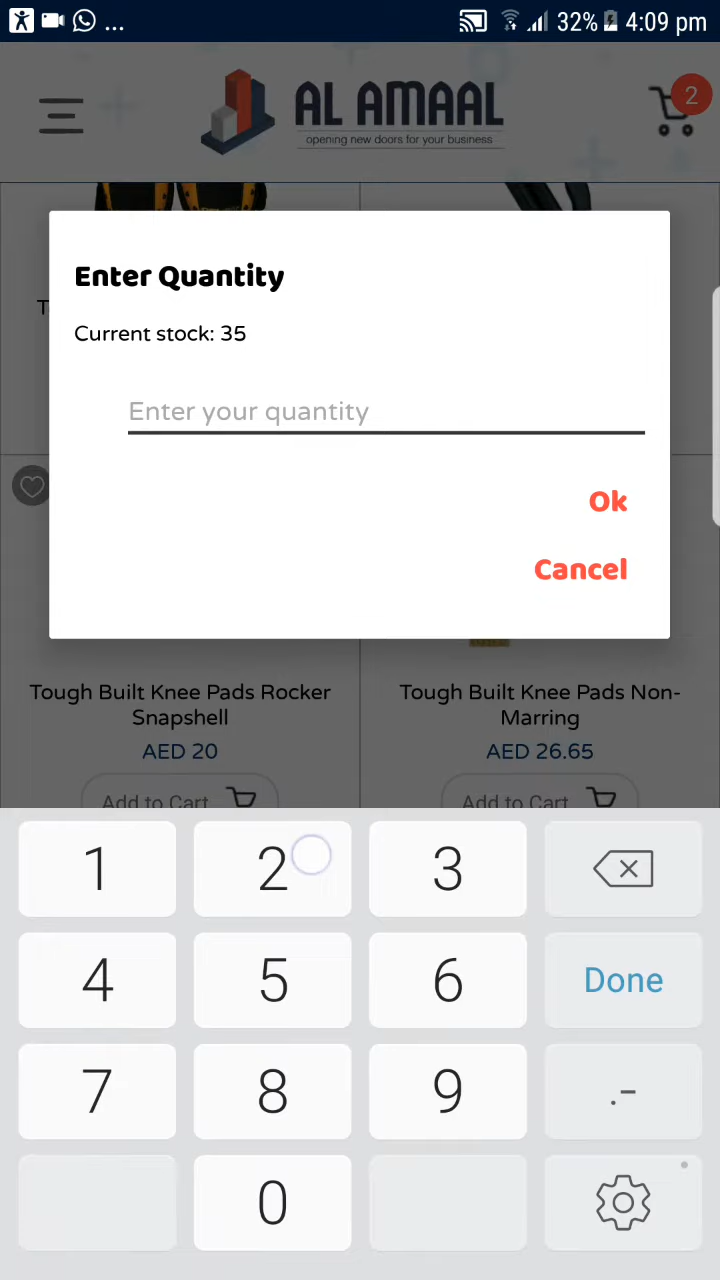 ...
32% 4:09 pm
AL AMAAL
opening new doors for your business
2
Enter Quantity
Current stock: 35
Enter your quantity
Ok
Cancel
Tough Built Knee Pads Rocker
Snapshell
AED 20
Add to Cart
Tough Built Knee Pads Non-
Marring
AED 26.65
Add to Cart
1 2 3
4 5 6 Done
7 8 9 .-
0